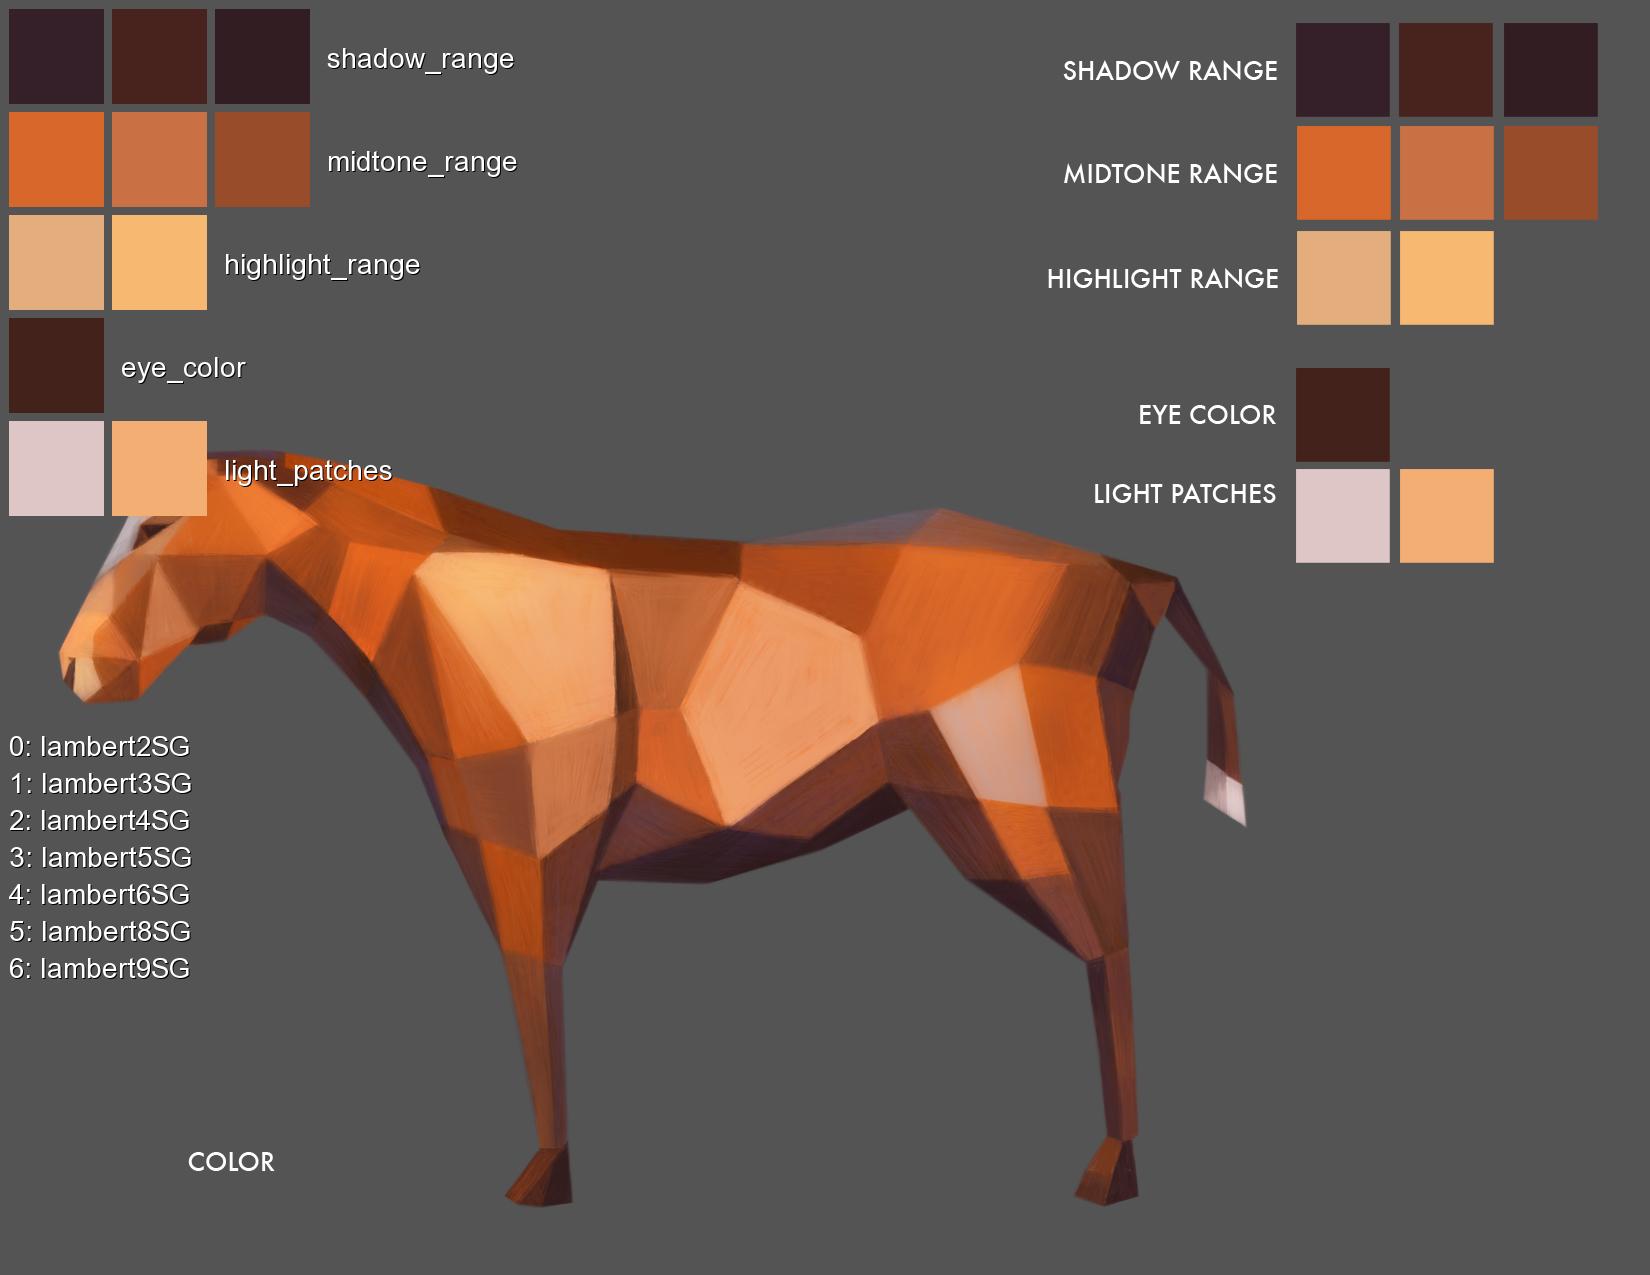 shadow_range
midtone_range
highlight_range
eye_color
light_patches
SHADOW RANGE
MIDTONE RANGE
HIGHLIGHT RANGE
EYE COLOR
LIGHT PATCHES
0: lambert2SG
1: lambert3SG
2: lambert4SG
3: lambert5SG
4: lambert6SG
5: lambert8SG
6: lambert9SG
COLOR